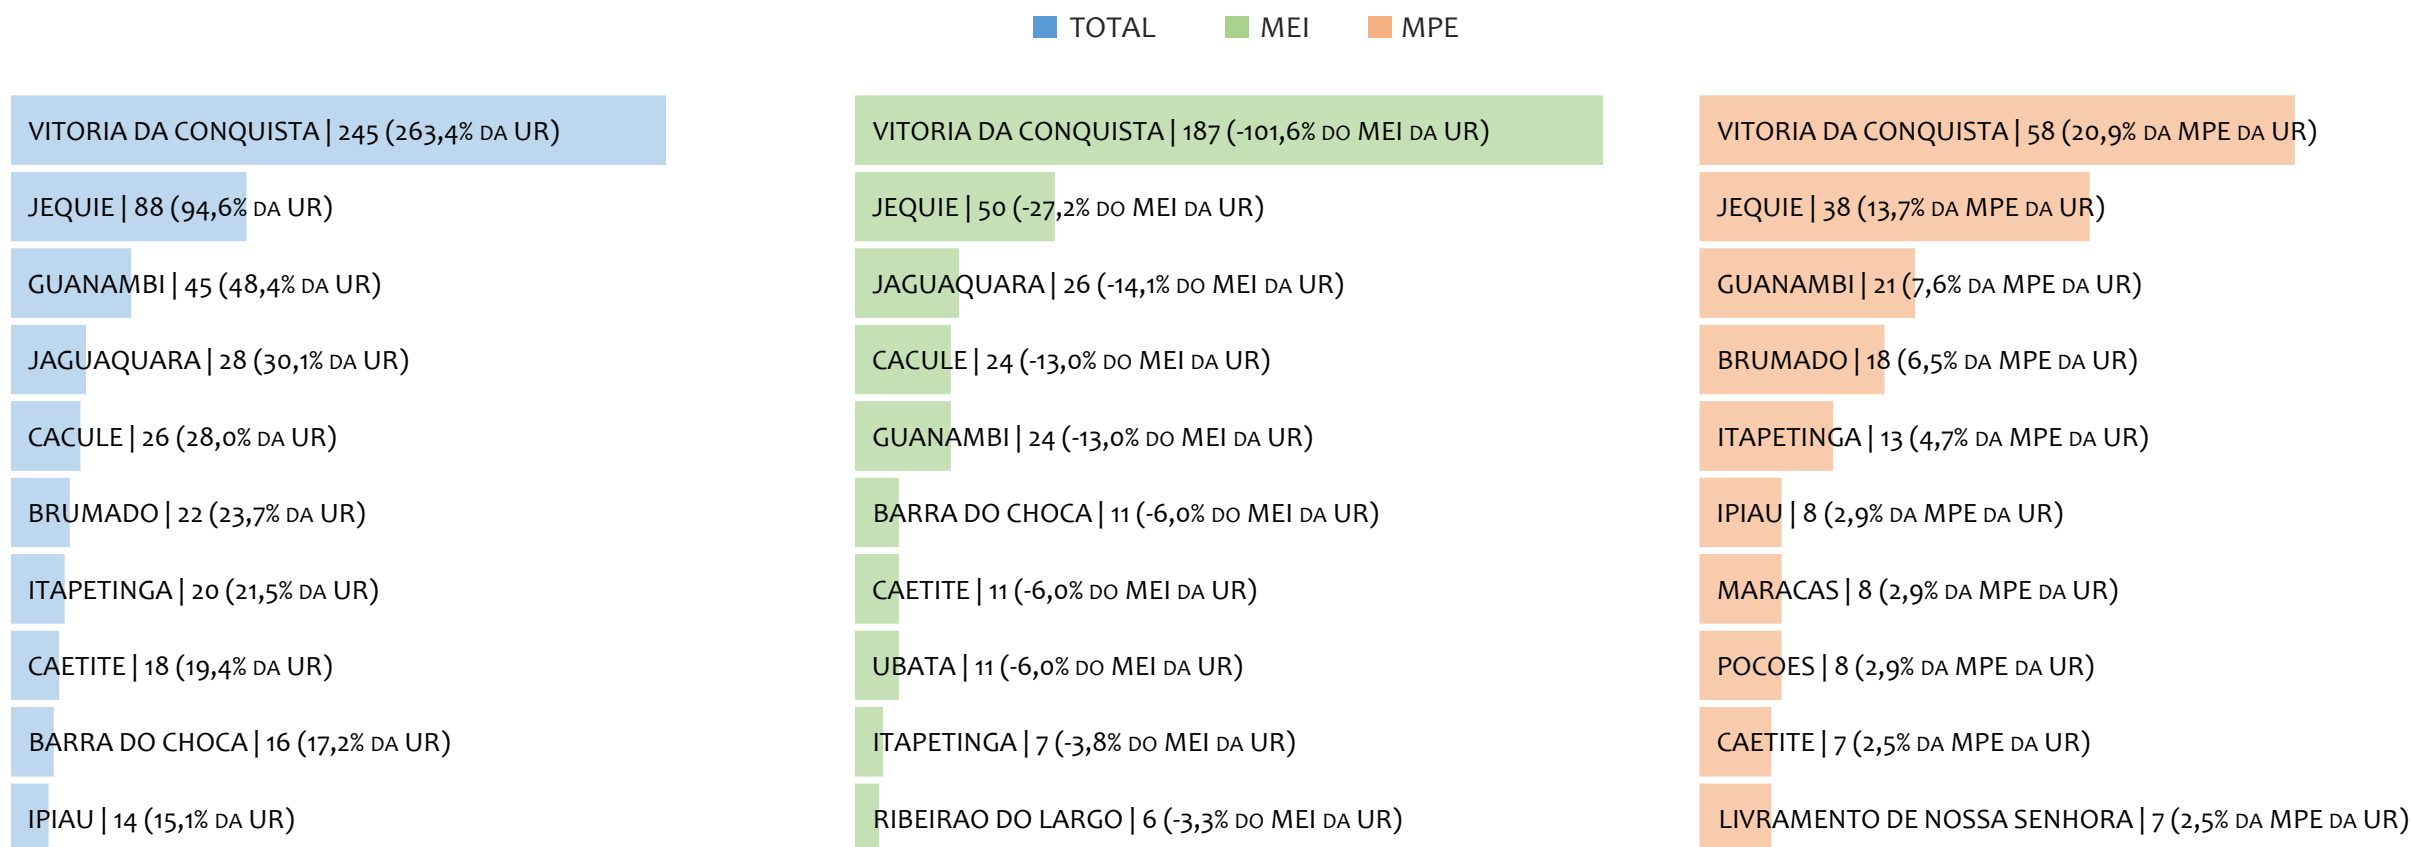 TOTAL MEI MPE
VITORIA DA CONQUISTA | 245 (263,4% DA UR)
JEQUIE | 88 (94,6% DA UR)
GUANAMBI | 45 (48,4% DA UR)
JAGUAQUARA | 28 (30,1% DA UR)
CACULE | 26 (28,0% DA UR)
BRUMADO | 22 (23,7% DA UR)
ITAPETINGA | 20 (21,5% DA UR)
CAETITE | 18 (19,4% DA UR)
BARRA DO CHOCA | 16 (17,2% DA UR)
IPIAU | 14 (15,1% DA UR)
VITORIA DA CONQUISTA | 187 (-101,6% DO MEI DA UR)
JEQUIE | 50 (-27,2% DO MEI DA UR)
JAGUAQUARA | 26 (-14,1% DO MEI DA UR)
CACULE | 24 (-13,0% DO MEI DA UR)
GUANAMBI | 24 (-13,0% DO MEI DA UR)
BARRA DO CHOCA | 11 (-6,0% DO MEI DA UR)
CAETITE | 11 (-6,0% DO MEI DA UR)
UBATA | 11 (-6,0% DO MEI DA UR)
ITAPETINGA | 7 (-3,8% DO MEI DA UR)
RIBEIRAO DO LARGO | 6 (-3,3% DO MEI DA UR)
VITORIA DA CONQUISTA | 58 (20,9% DA MPE DA UR)
JEQUIE | 38 (13,7% DA MPE DA UR)
GUANAMBI | 21 (7,6% DA MPE DA UR)
BRUMADO | 18 (6,5% DA MPE DA UR)
ITAPETINGA | 13 (4,7% DA MPE DA UR)
IPIAU | 8 (2,9% DA MPE DA UR)
MARACAS | 8 (2,9% DA MPE DA UR)
POCOES | 8 (2,9% DA MPE DA UR)
CAETITE | 7 (2,5% DA MPE DA UR)
LIVRAMENTO DE NOSSA SENHORA | 7 (2,5% DA MPE DA UR)